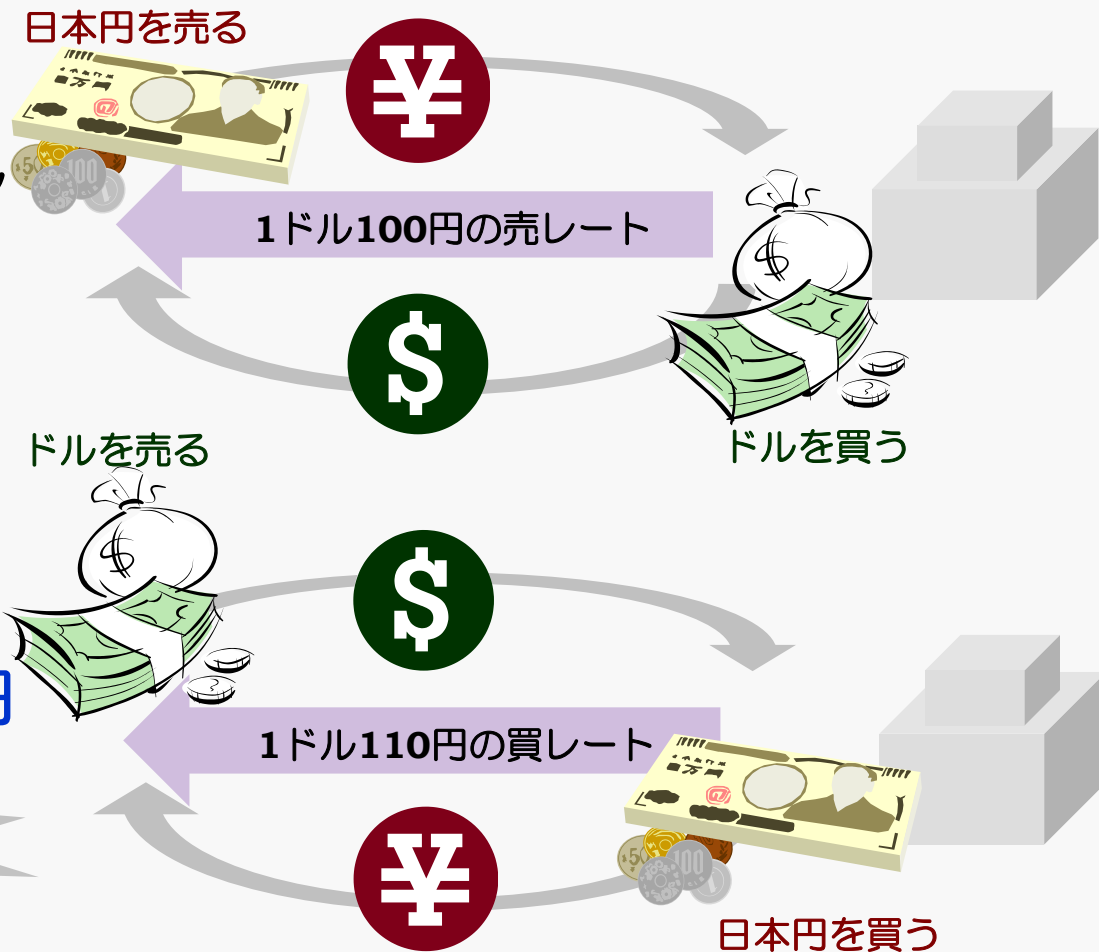 日本円を売る
¥
1ドル100円の売レート
$
ドルを買う
ドルを売る
$
1ドル110円の買レート
¥
日本円を買う